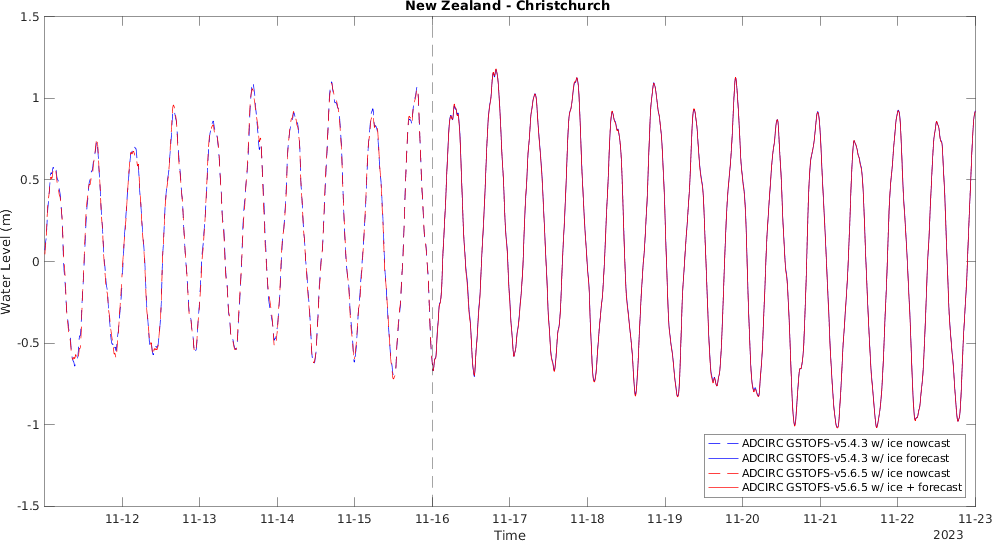 New Zealand - Christchurch
1.5
1
0.5
0
-0.5
-1
-1.5
Water Level (m)
ADCIRC GSTOFS-v5.4.3 w/ ice nowcast
ADCIRC GSTOFS-v5.4.3 w/ ice forecast
ADCIRC GSTOFS-v5.6.5 w/ ice nowcast
ADCIRC GSTOFS-v5.6.5 w/ ice + forecast
11-12 11-13 11-14 11-15 11-16 11-17 11-18 11-19 11-20 11-21 11-22 11-23
Time
2023